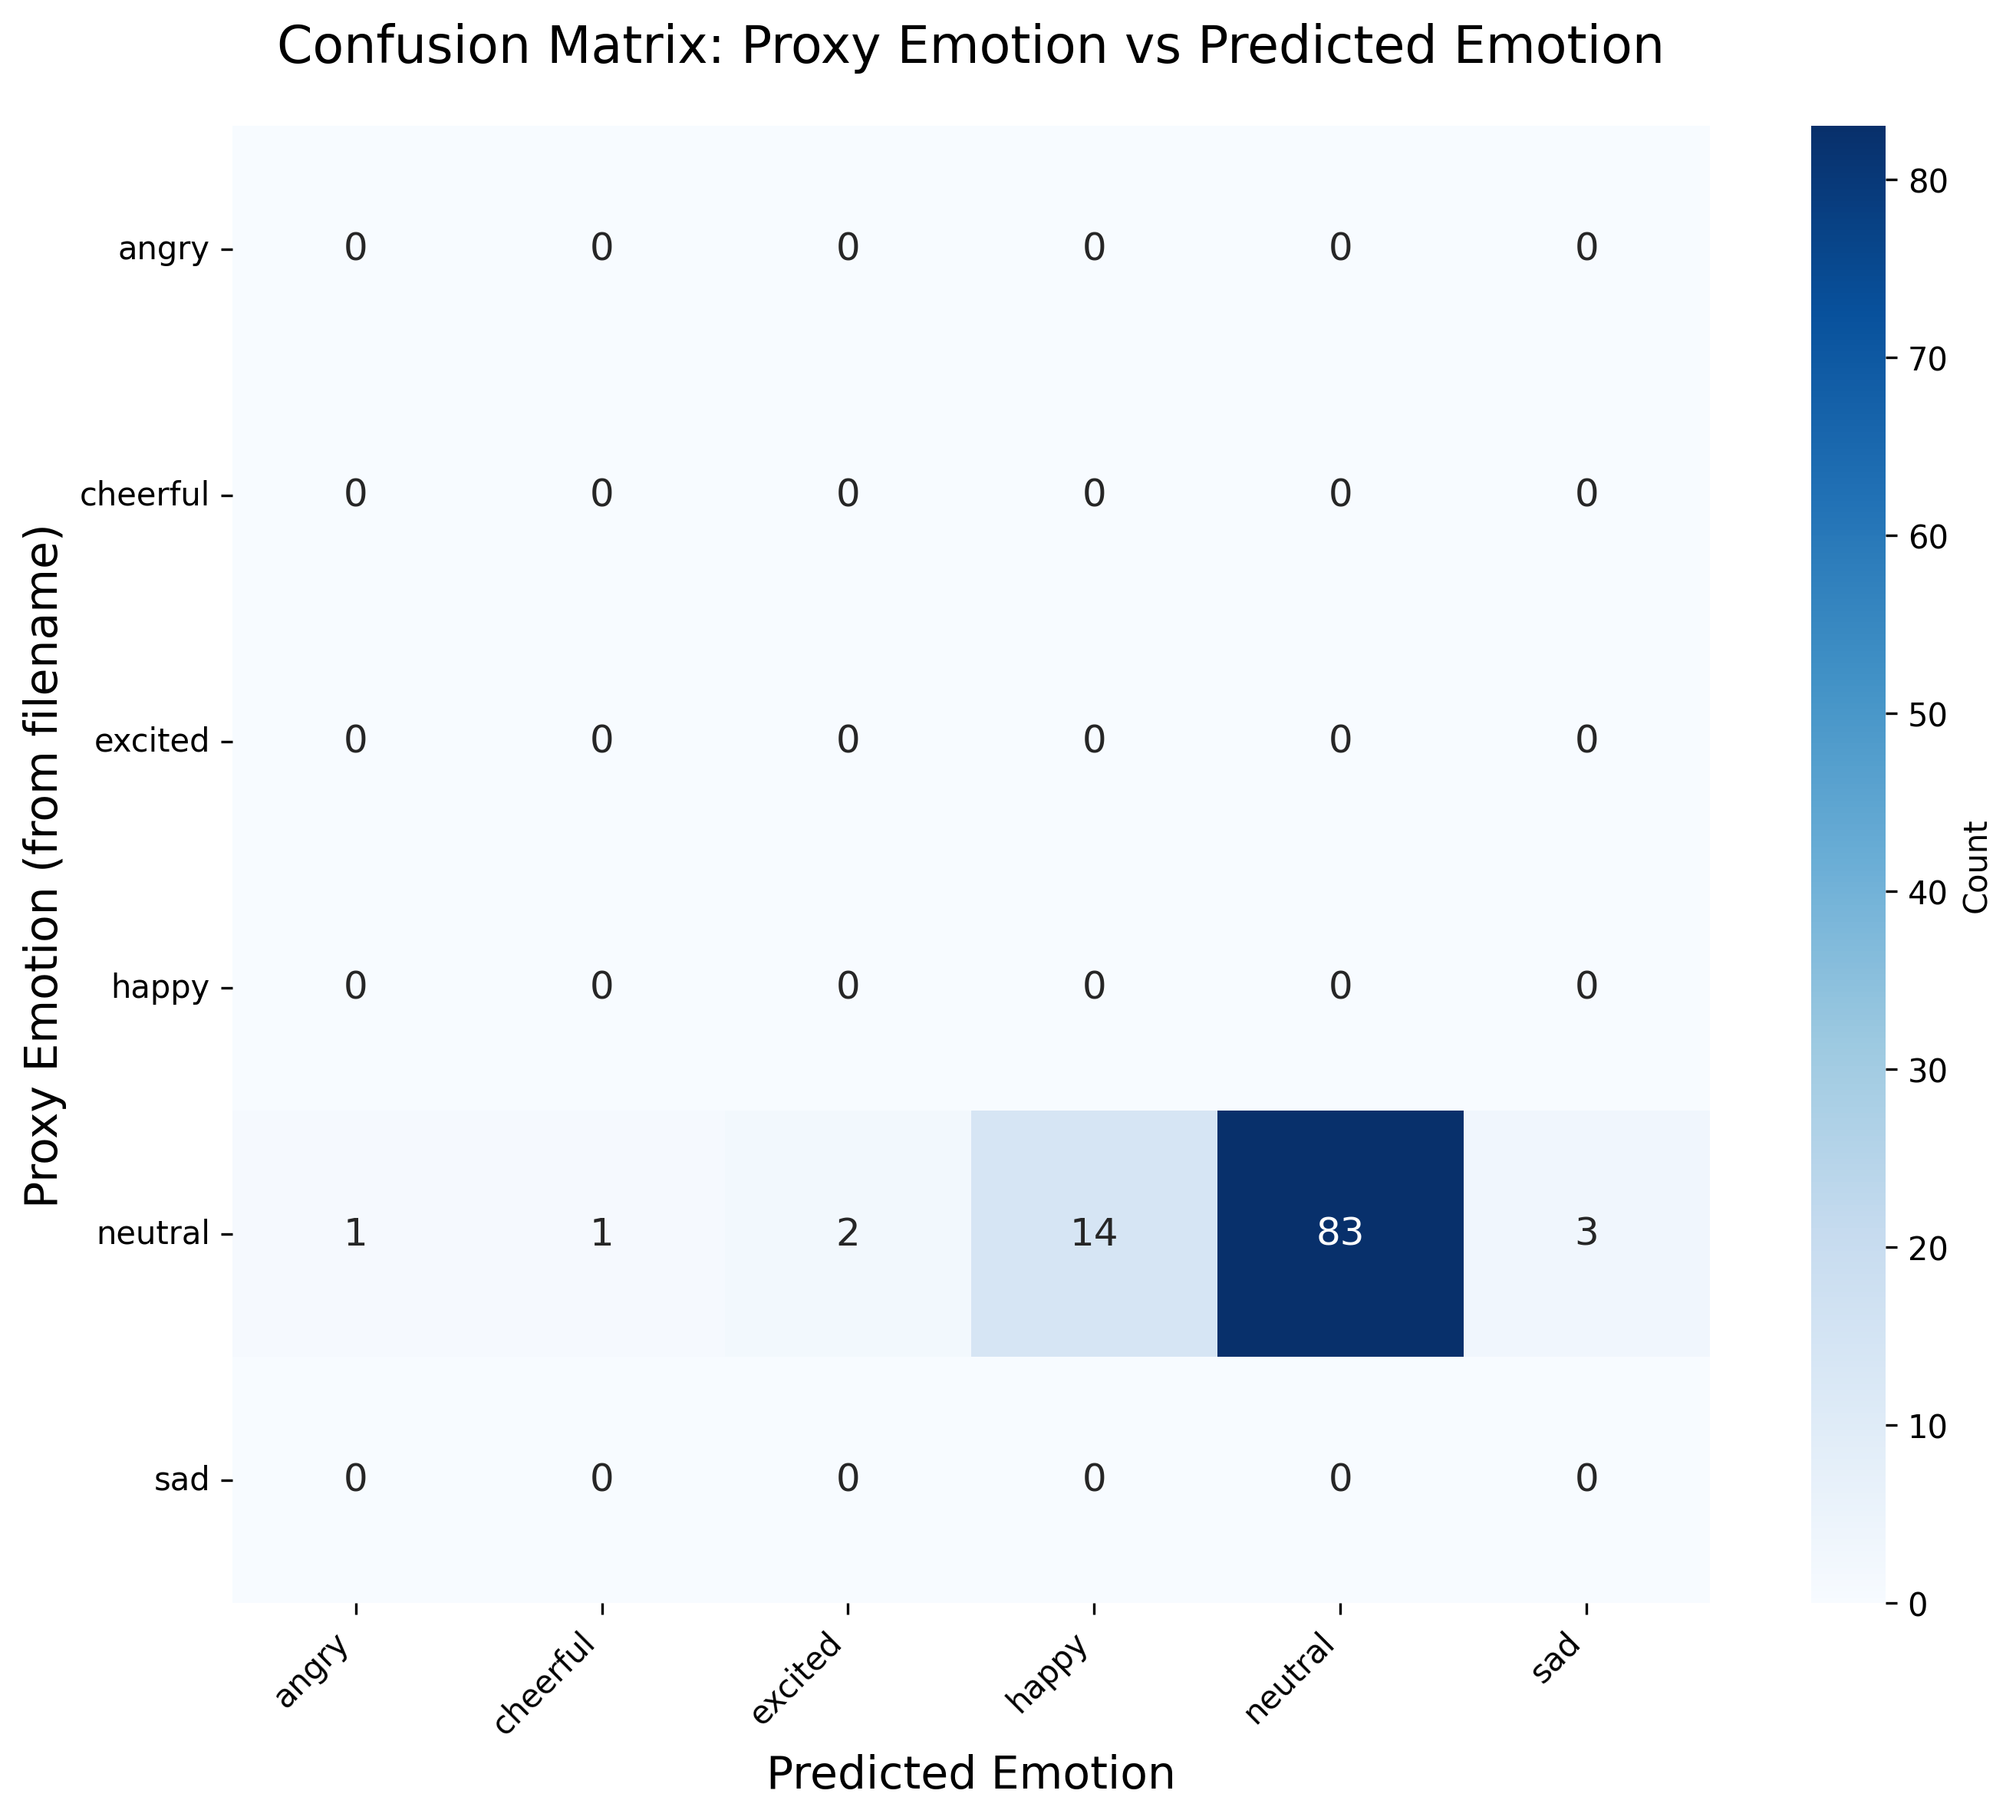 Confusion Matrix: Proxy Emotion vs Predicted Emotion
Proxy Emotion (from filename)
angry 0 0 0 0 0 0
cheerful 0 0 0 0 0 0
excited 0 0 0 0 0 0
happy 0 0 0 0 0 0
neutral 1 1 2 14 83 3
sad 0 0 0 0 0 0
angry cheerful excited happy neutral sad
Predicted Emotion
80
70
60
50
40
30
20
10
0
Count